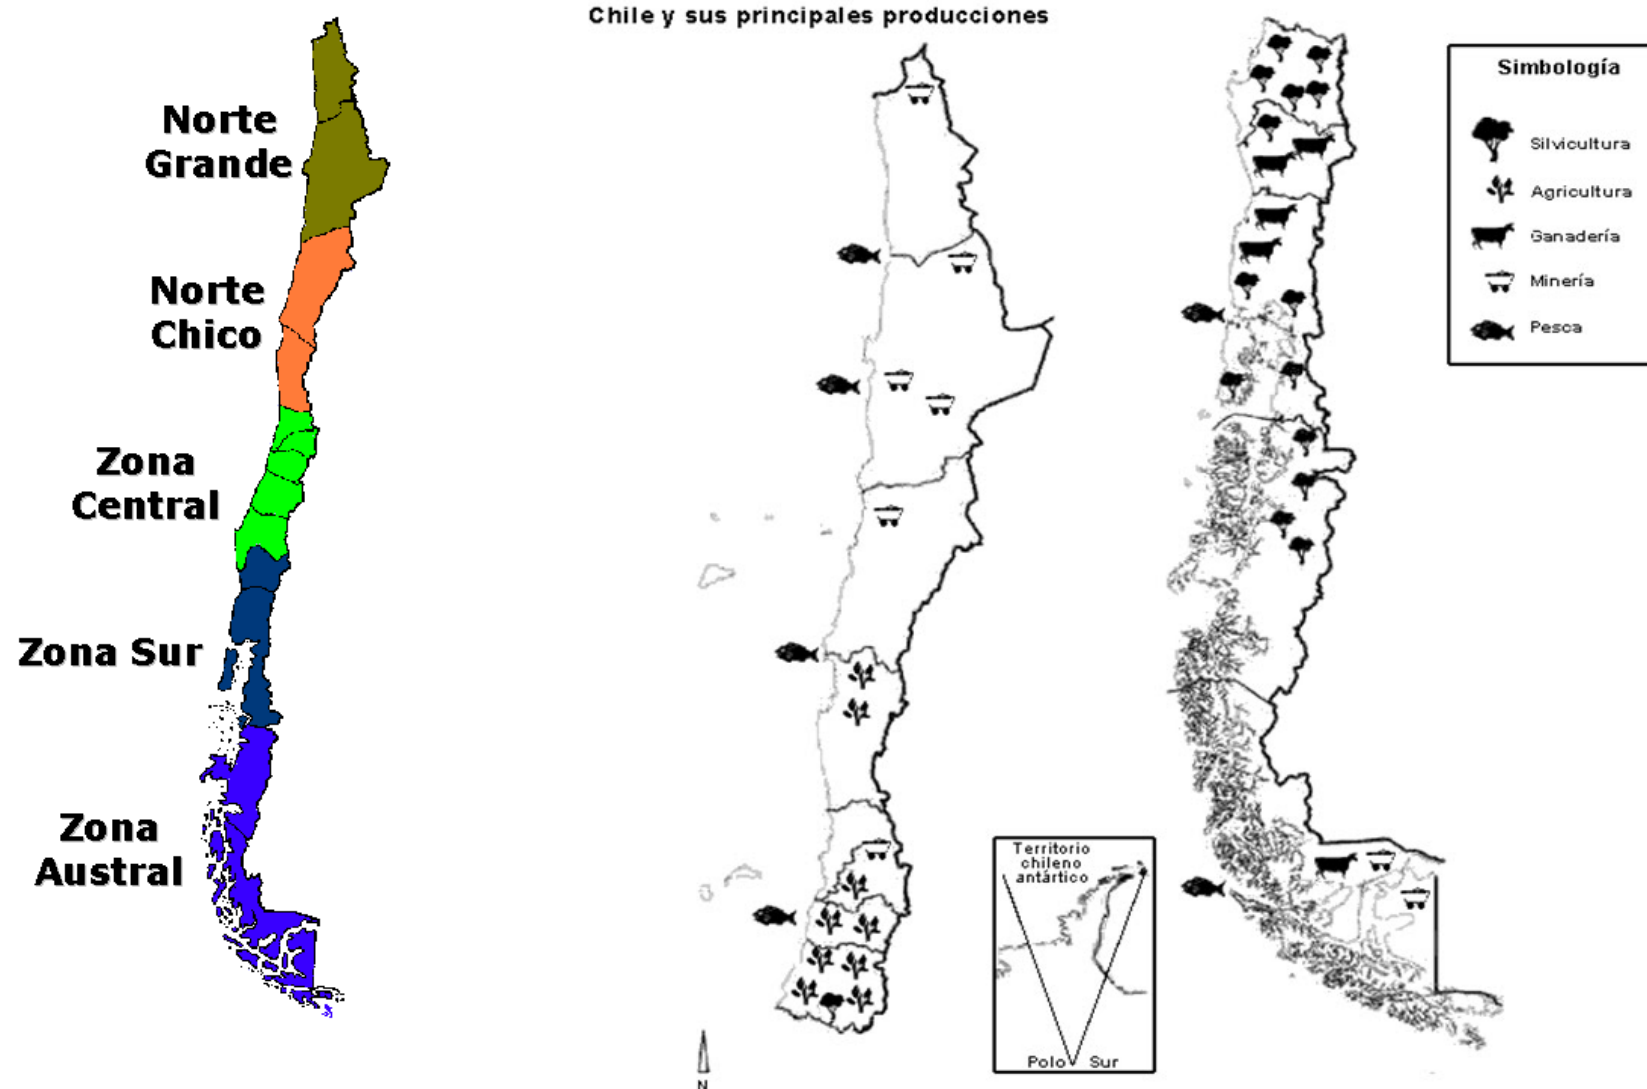 Chile y sus principales producciones
Norte
Grande
Norte
Chico
Zona
Central
Zona Sur
Zona
Austral
Simbología
Silvicultura
Agricultura
Ganadería
Minería
Pesca
Territorio
chileno
antártico
Polo Sur
N